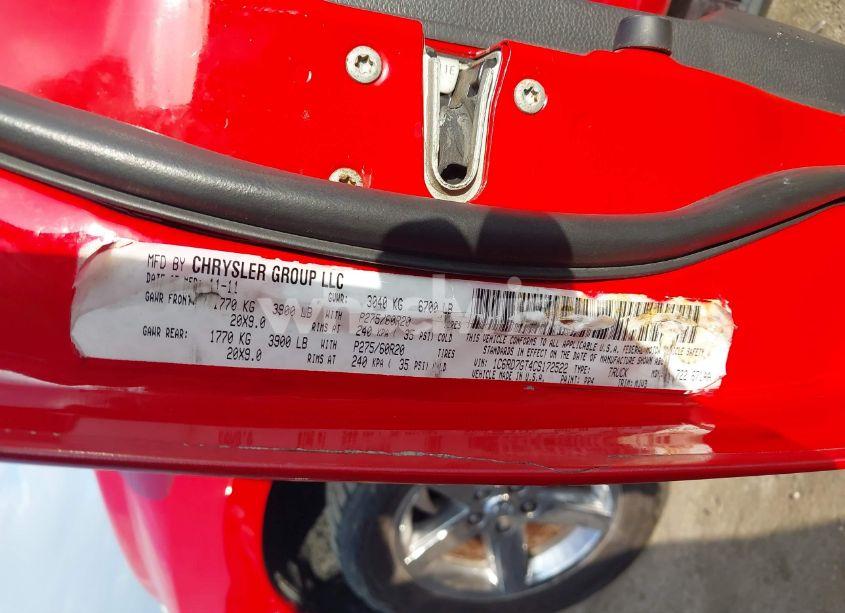 MFD BY CHRYSLER GROUP LLC
DATE OF MFD: 11-11 GVWR: 3040 KG 6700 LB
GAWR FRONT: 1770 KG 3900 LB WITH P275/60R20 TIRES
20X9.0 RIMS AT 240 KPA ( 35 PSI) COLD
GAWR REAR: 1770 KG 3900 LB WITH P275/60R20 TIRES
20X9.0 RIMS AT 240 KPA ( 35 PSI) COLD
THIS VEHICLE CONFORMS TO ALL APPLICABLE U.S.A. FEDERAL MOTOR VEHICLE SAFETY
STANDARDS IN EFFECT ON THE DATE OF MANUFACTURE SHOWN
VIN: 1C6RD7GT4CS172522 TYPE: TRUCK
VEHICLE MADE IN U.S.A. PAINT: PR4 TRIM: